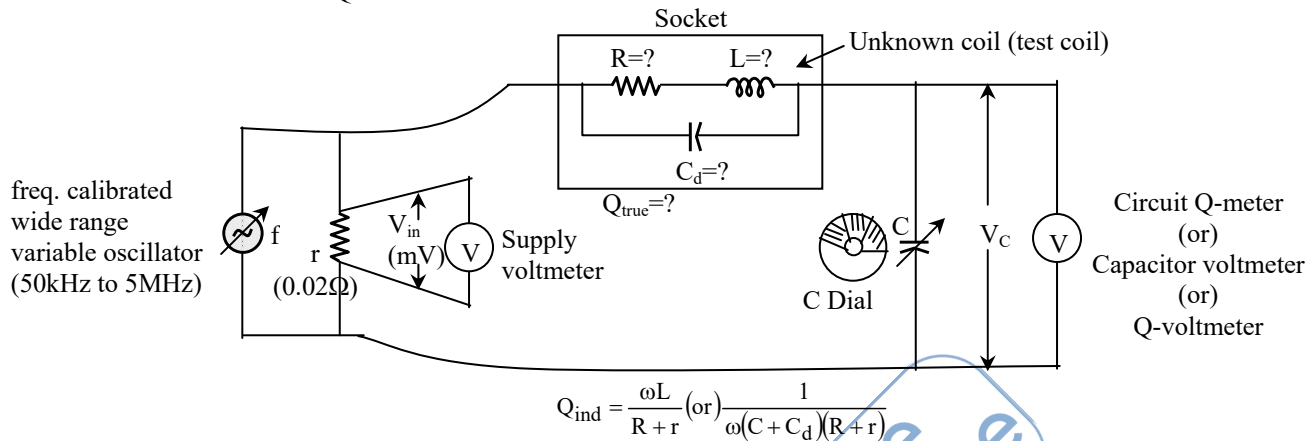 Socket
Unknown coil (test coil)
R=? L=?
C_d=?
Q_true=?
freq. calibrated
wide range
variable oscillator
(50kHz to 5MHz)
f
r
(0.02Ω)
V_in
(mV)
V
Supply
voltmeter
C
C Dial
V_C
V
Circuit Q-meter
(or)
Capacitor voltmeter
(or)
Q-voltmeter
Q_ind = ωL / (R + r) (or) 1 / (ω(C + C_d)(R + r))